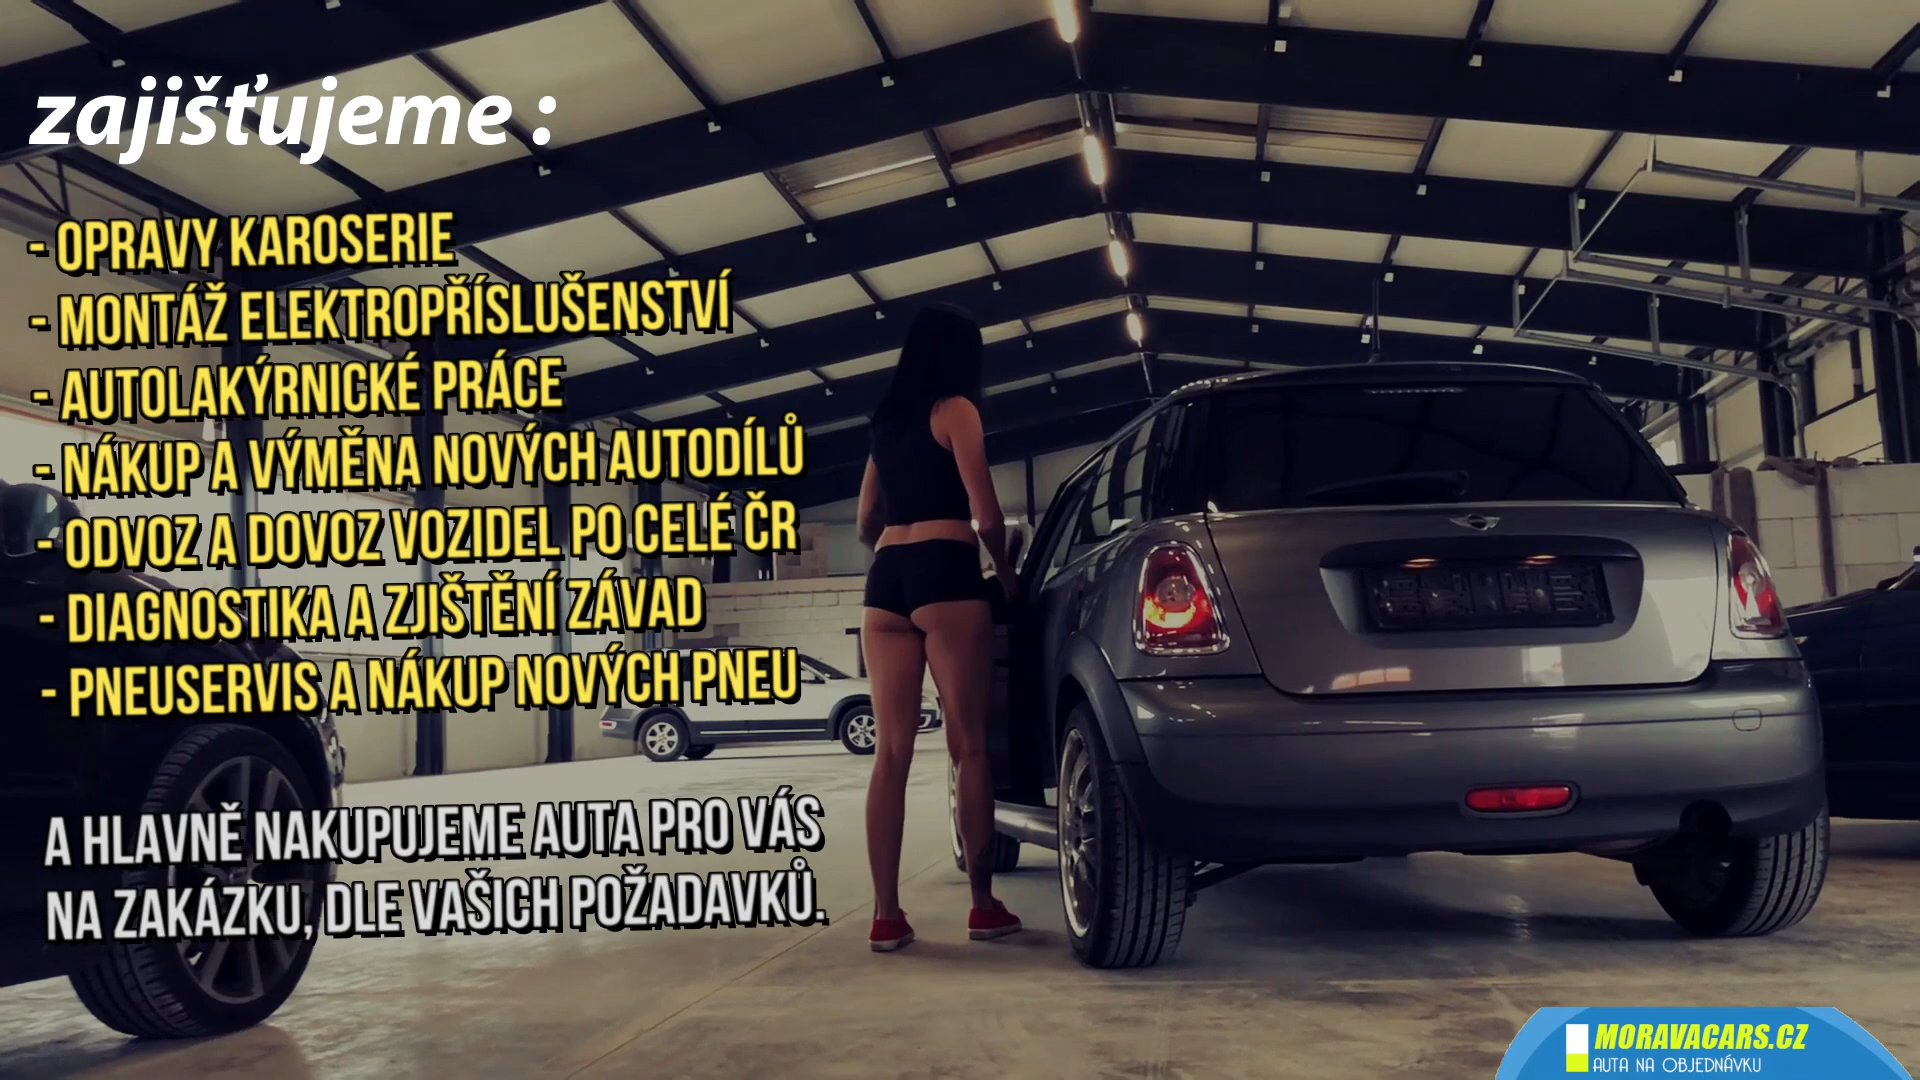 zajišťujeme :
- OPRAVY KAROSERIE
- MONTÁŽ ELEKTROPŘÍSLUŠENSTVÍ
- AUTOLAKÝRNICKÉ PRÁCE
- NÁKUP A VÝMĚNA NOVÝCH AUTODÍLŮ
- ODVOZ A DOVOZ VOZIDEL PO CELÉ ČR
- DIAGNOSTIKA A ZJIŠTĚNÍ ZÁVAD
- PNEUSERVIS A NÁKUP NOVÝCH PNEU
A HLAVNĚ NAKUPUJEME AUTA PRO VÁS
NA ZAKÁZKU, DLE VAŠICH POŽADAVKŮ.
MORAVACARS.CZ
AUTA NA OBJEDNÁVKU